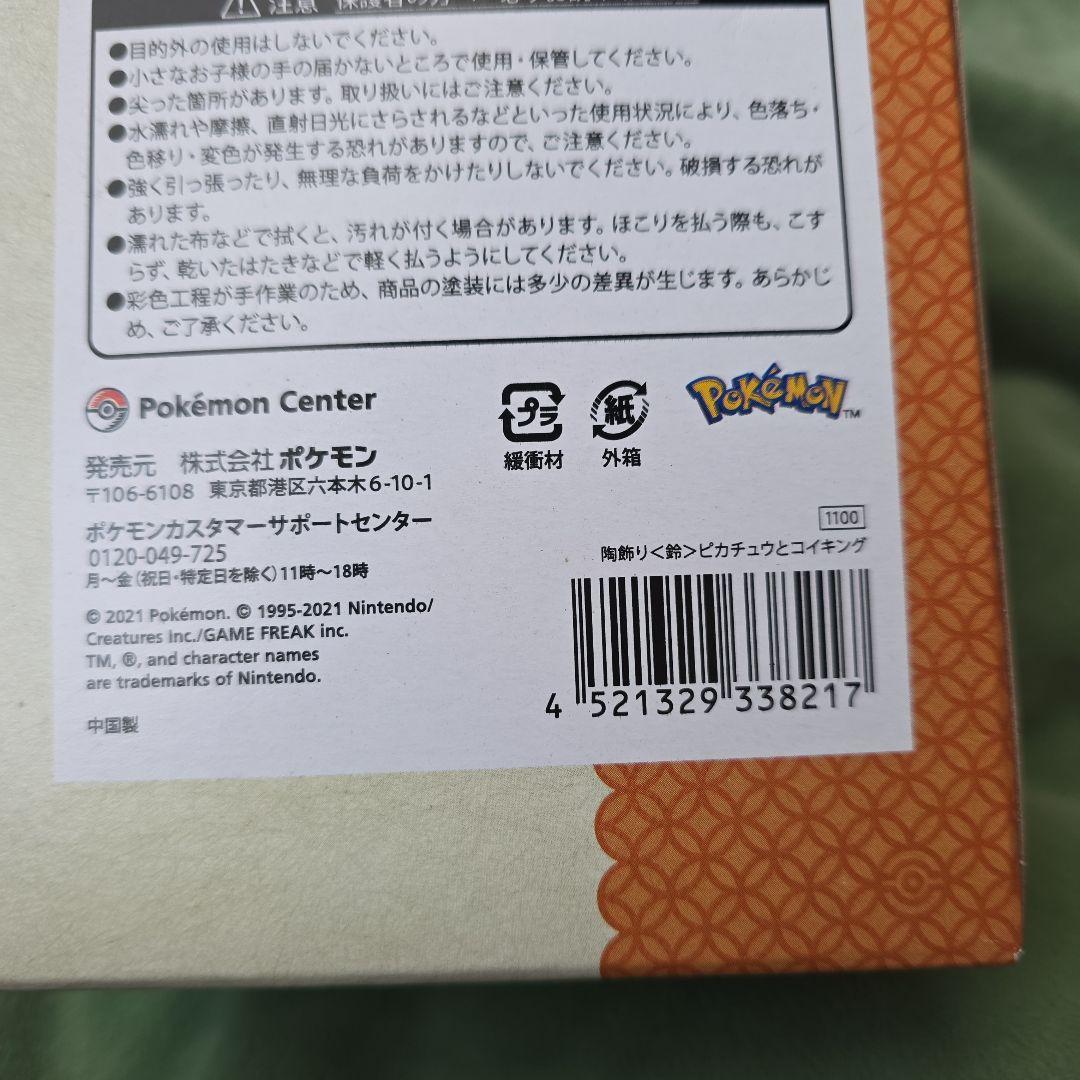 注意
●目的外の使用はしないでください。
●小さなお子様の手の届かないところで使用・保管してください。
●尖った箇所があります。取り扱いにはご注意ください。
●水濡れや摩擦、直射日光にさらされるなどといった使用状況により、色落ち・
色移り・変色が発生する恐れがありますので、ご注意ください。
●強く引っ張ったり、無理な負荷をかけたりしないでください。破損する恐れが
あります。
●濡れた布などで拭くと、汚れが付く場合があります。ほこりを払う際も、こす
らず、乾いたはたきなどで軽く払うようにしてください。
●彩色工程が手作業のため、商品の塗装には多少の差異が生じます。あらかじ
め、ご了承ください。
Pokémon Center
プラ
緩衝材
紙
外箱
POKéMON™
発売元 株式会社ポケモン
〒106-6108 東京都港区六本木6-10-1
ポケモンカスタマーサポートセンター
0120-049-725
月～金(祝日・特定日を除く)11時～18時
© 2021 Pokémon. © 1995-2021 Nintendo/
Creatures Inc./GAME FREAK inc.
TM, ®, and character names
are trademarks of Nintendo.
中国製
1100
陶飾り<鈴>ピカチュウとコイキング
4 521329 338217